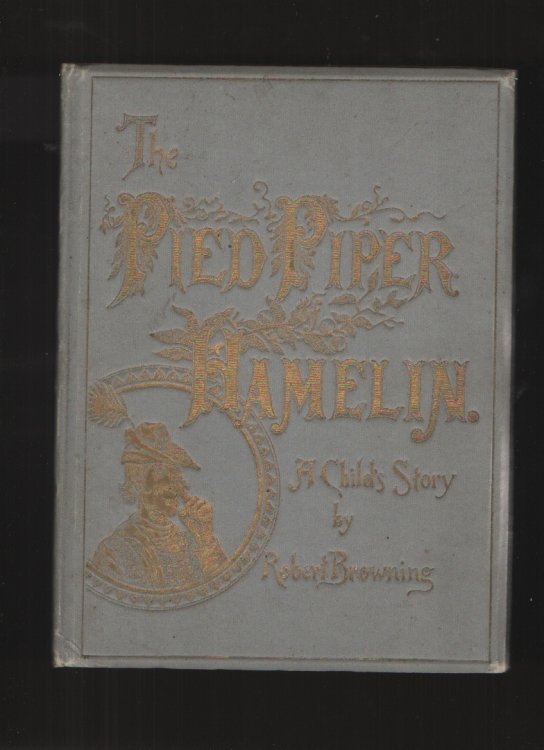 The
PIED PIPER
HAMELIN.
A Child's Story
by
Robert Browning